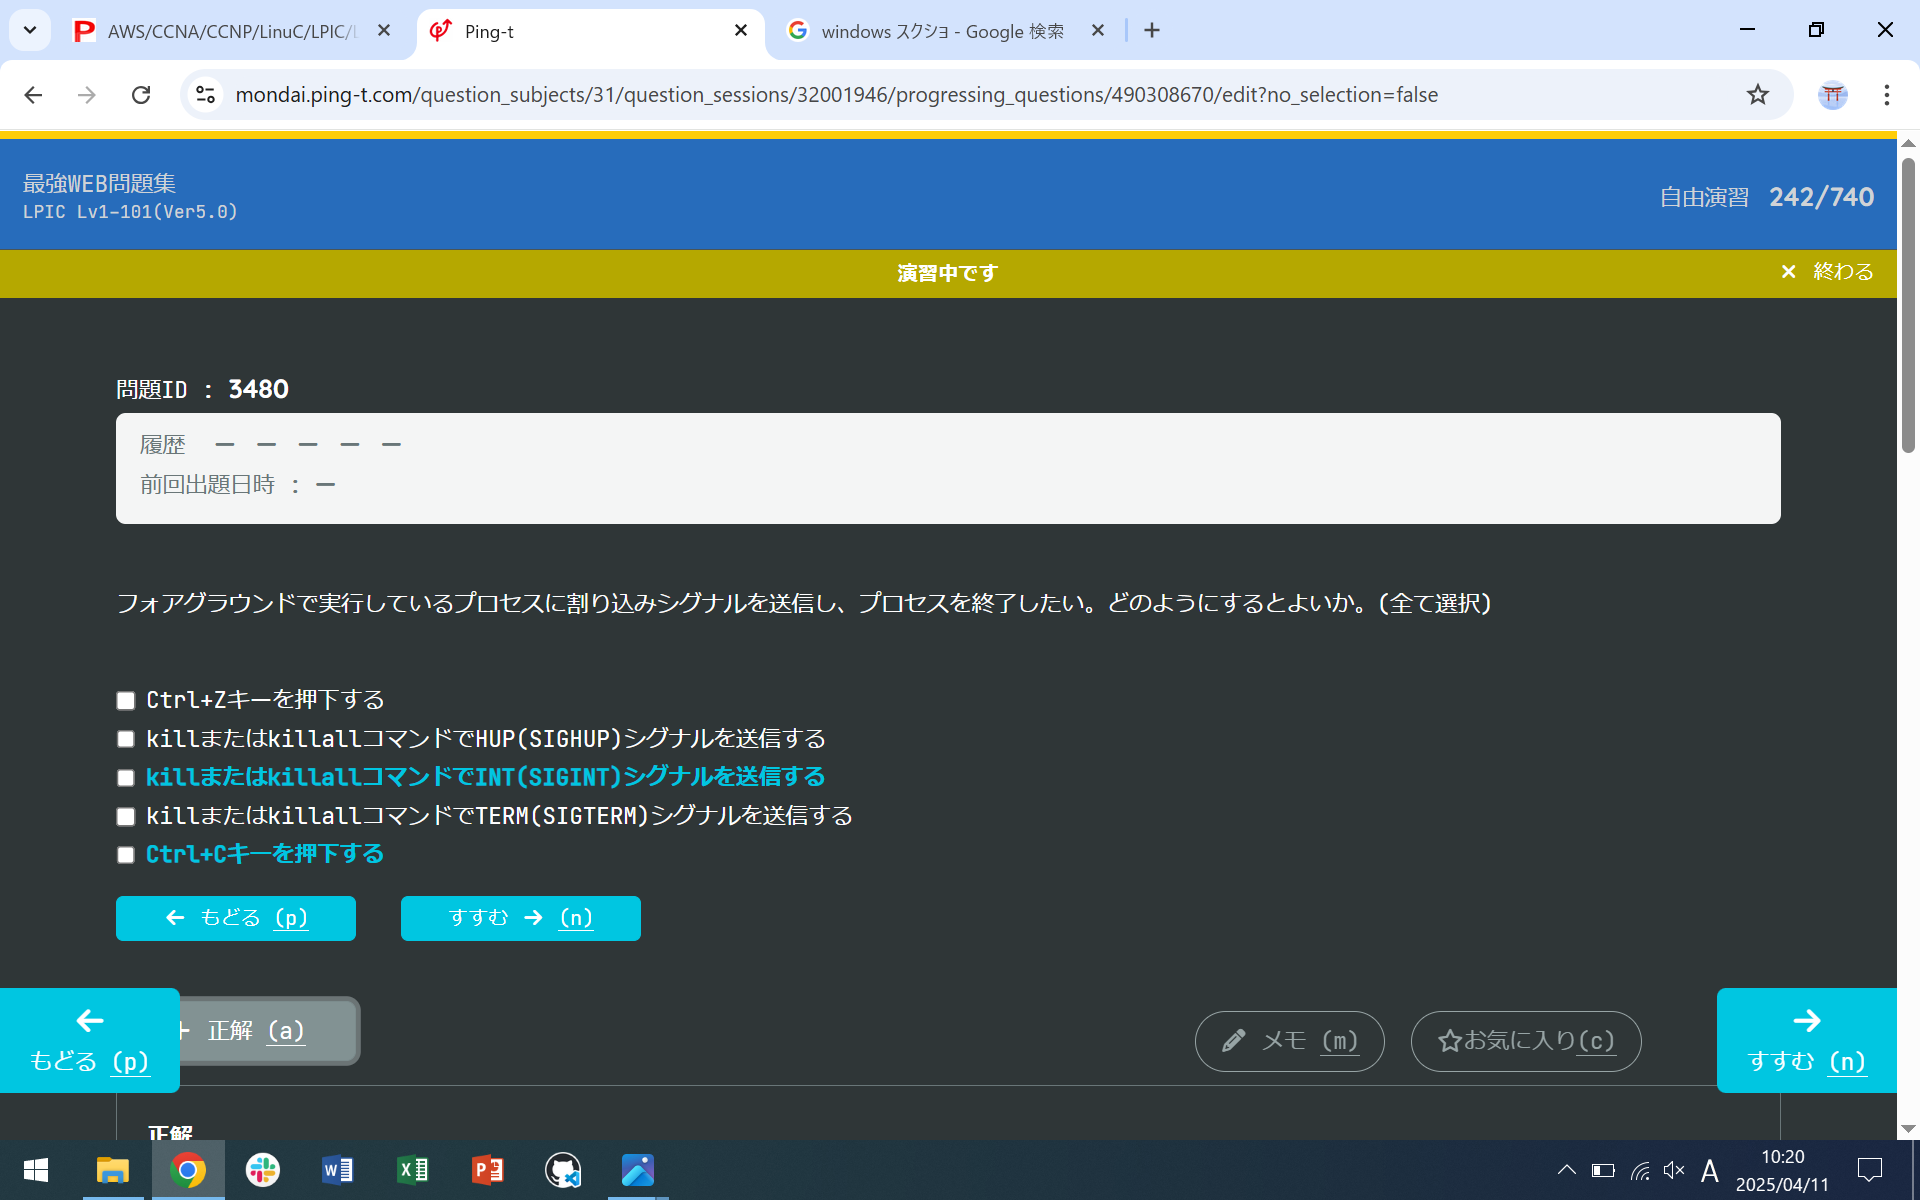 AWS/CCNA/CCNP/LinuC/LPIC/
Ping-t
windows スクショ - Google 検索
mondai.ping-t.com/question_subjects/31/question_sessions/32001946/progressing_questions/490308670/edit?no_selection=false
最強WEB問題集
LPIC Lv1-101(Ver5.0)
自由演習 242/740
演習中です
× 終わる
問題ID : 3480
履歴 ー ー ー ー ー
前回出題日時 : ー
フォアグラウンドで実行しているプロセスに割り込みシグナルを送信し、プロセスを終了したい。どのようにするとよいか。(全て選択)
Ctrl+Zキーを押下する
killまたはkillallコマンドでHUP(SIGHUP)シグナルを送信する
killまたはkillallコマンドでINT(SIGINT)シグナルを送信する
killまたはkillallコマンドでTERM(SIGTERM)シグナルを送信する
Ctrl+Cキーを押下する
← もどる (p)
すすむ → (n)
← もどる (p)
+ 正解 (a)
メモ (m)
☆お気に入り(c)
→ すすむ (n)
正解
A
10:20
2025/04/11